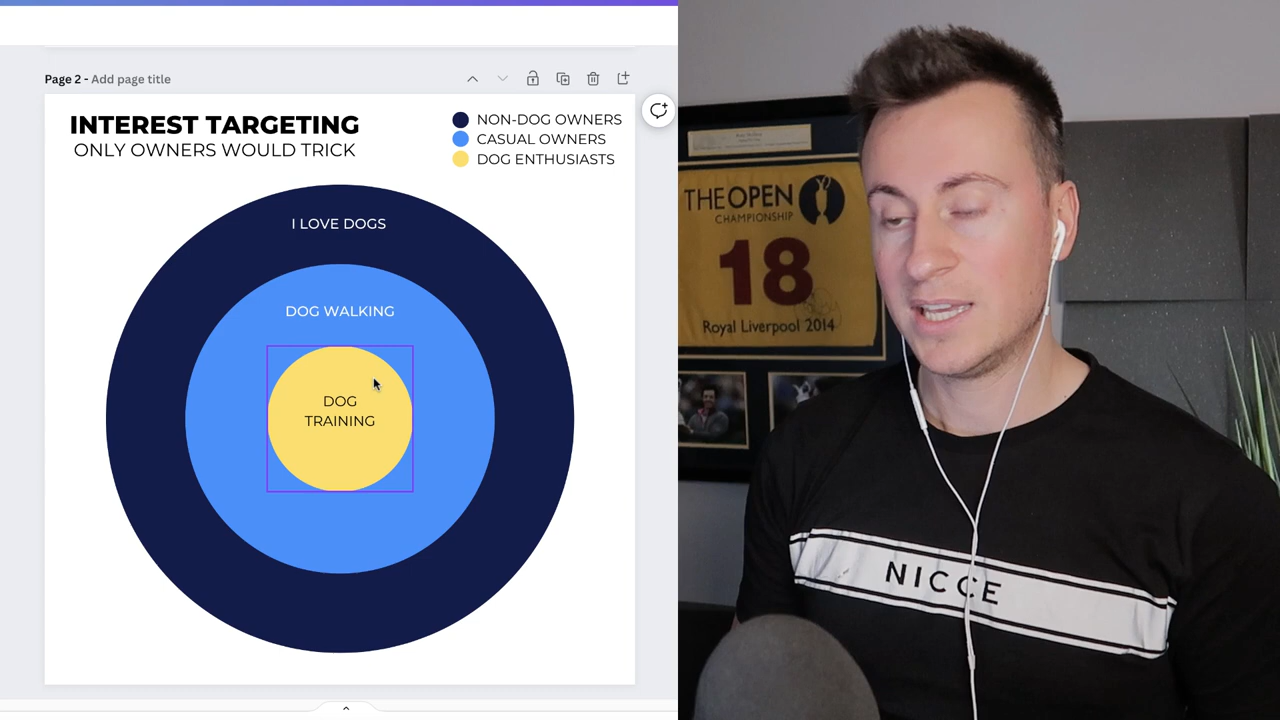 Page 2 - Add page title
INTEREST TARGETING
ONLY OWNERS WOULD TRICK
NON-DOG OWNERS
CASUAL OWNERS
DOG ENTHUSIASTS
I LOVE DOGS
DOG WALKING
DOG
TRAINING
THE OPEN
CHAMPIONSHIP
18
Royal Liverpool 2014
NICCE